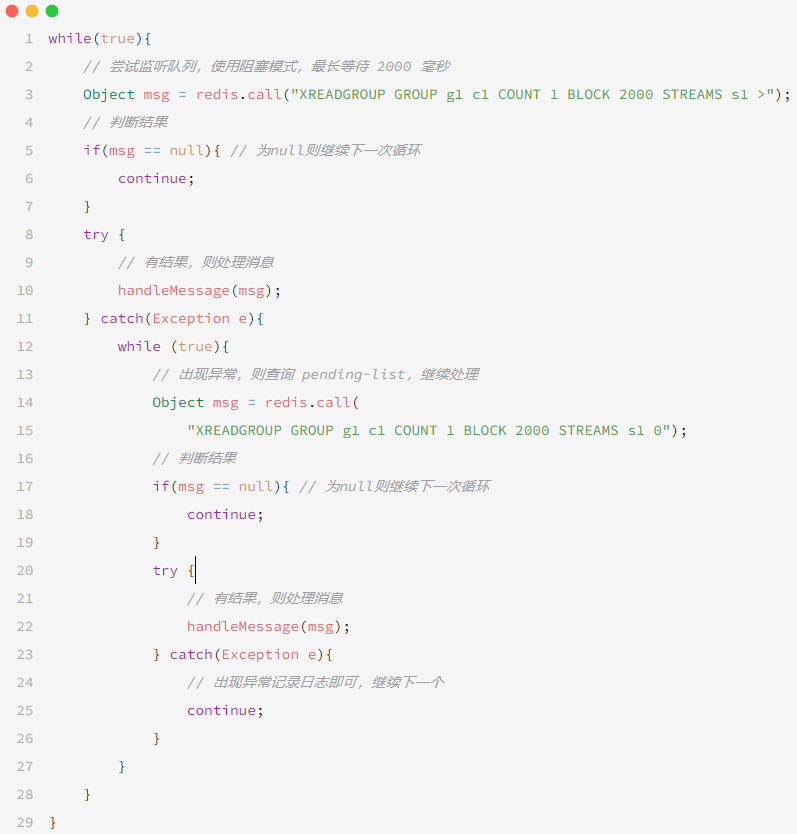 1 while(true){
2 // 尝试监听队列，使用阻塞模式，最长等待 2000 毫秒
3 Object msg = redis.call("XREADGROUP GROUP g1 c1 COUNT 1 BLOCK 2000 STREAMS s1 >");
4 // 判断结果
5 if(msg == null){ // 为null则继续下一次循环
6 continue;
7 }
8 try {
9 // 有结果，则处理消息
10 handleMessage(msg);
11 } catch(Exception e){
12 while (true){
13 // 出现异常，则查询 pending-list，继续处理
14 Object msg = redis.call(
15 "XREADGROUP GROUP g1 c1 COUNT 1 BLOCK 2000 STREAMS s1 0");
16 // 判断结果
17 if(msg == null){ // 为null则继续下一次循环
18 continue;
19 }
20 try {
21 // 有结果，则处理消息
22 handleMessage(msg);
23 } catch(Exception e){
24 // 出现异常记录日志即可，继续下一个
25 continue;
26 }
27 }
28 }
29 }